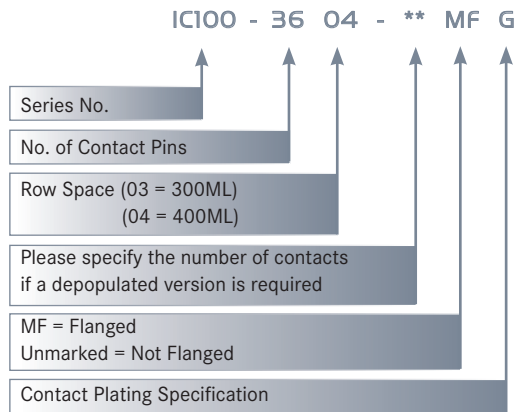 IC100 - 36 04 - ** MF G
Series No.
No. of Contact Pins
Row Space (03 = 300ML)
(04 = 400ML)
Please specify the number of contacts
if a depopulated version is required
MF = Flanged
Unmarked = Not Flanged
Contact Plating Specification